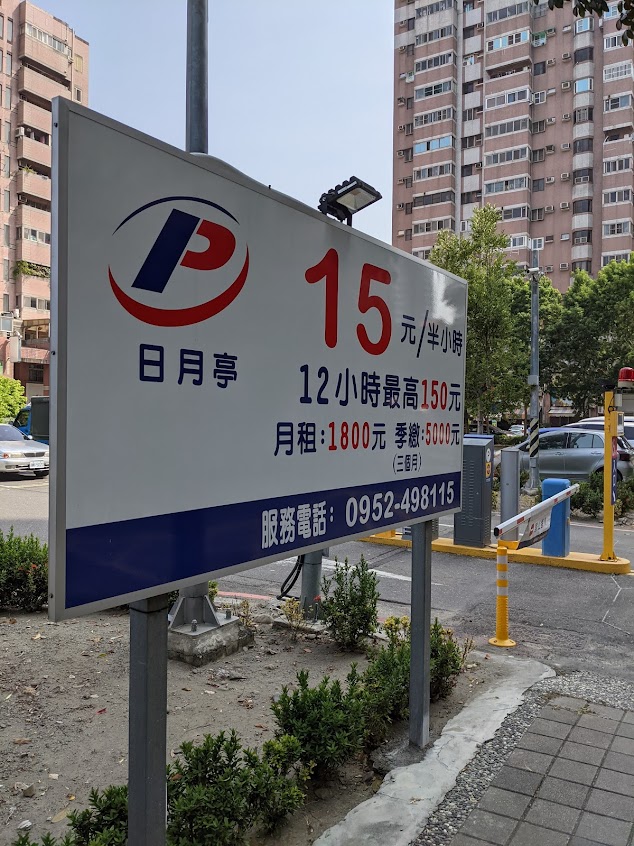 P
日月亭
15元/半小時
12小時最高150元
月租:1800元 季繳:5000元
(三個月)
服務電話: 0952-498115